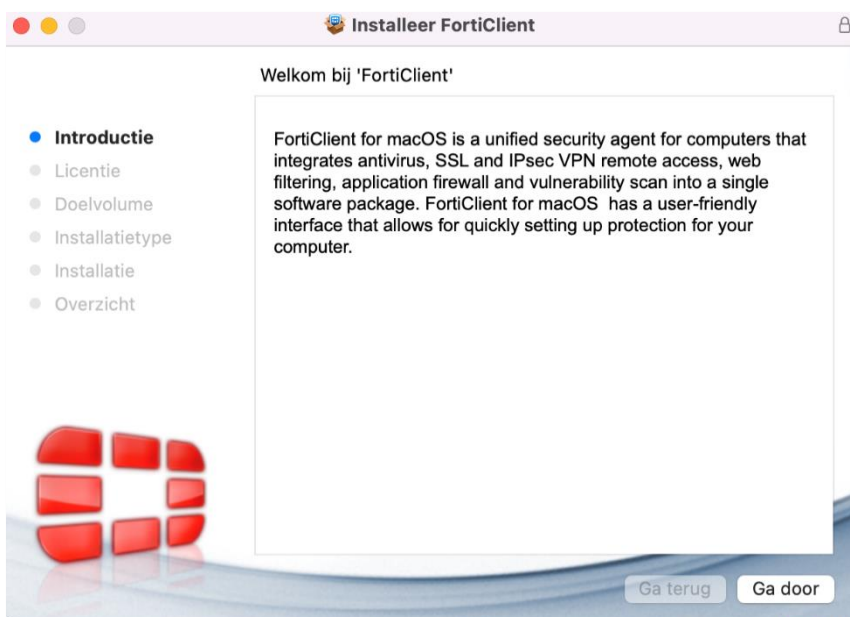 Installeer FortiClient
Welkom bij 'FortiClient'
Introductie
Licentie
Doelvolume
Installatietype
Installatie
Overzicht
FortiClient for macOS is a unified security agent for computers that
integrates antivirus, SSL and IPsec VPN remote access, web
filtering, application firewall and vulnerability scan into a single
software package. FortiClient for macOS  has a user-friendly
interface that allows for quickly setting up protection for your
computer.
Ga terug
Ga door